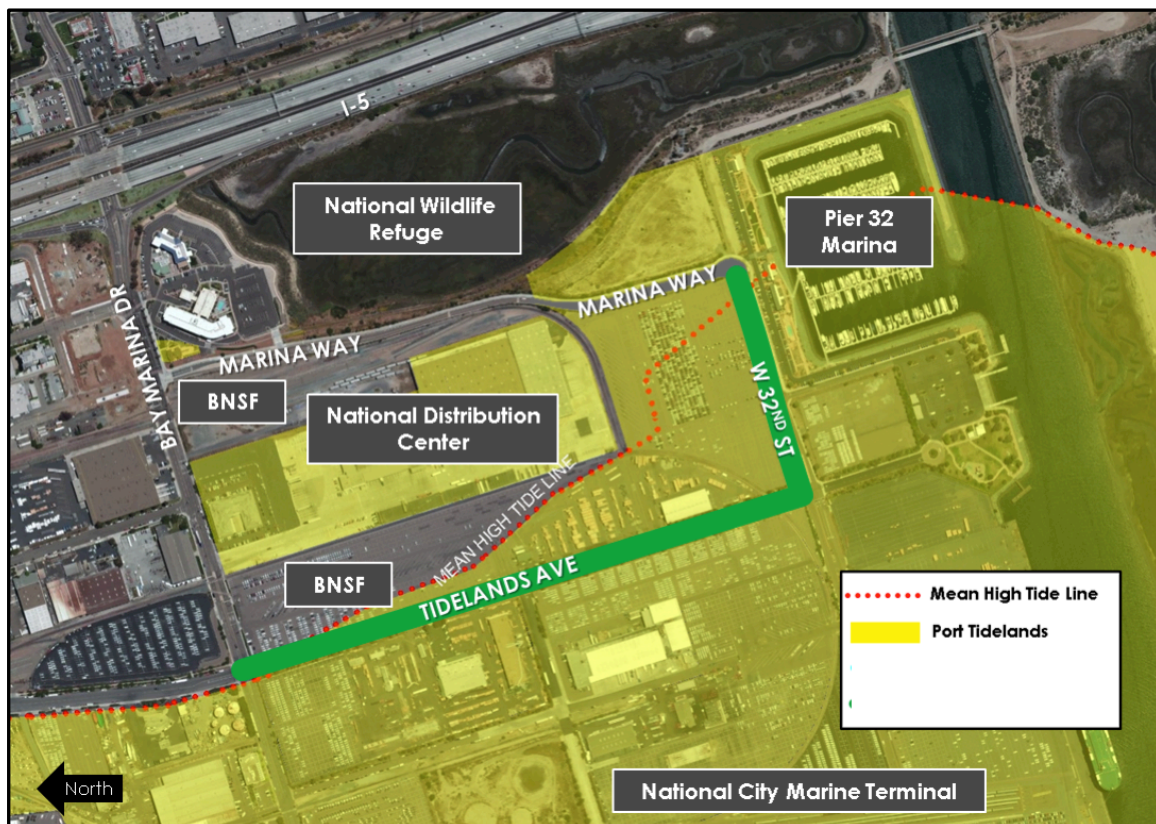 I-5
National Wildlife
Refuge
Pier 32
Marina
MARINA WAY
BAY MARINA DR
MARINA WAY
BNSF
National Distribution
Center
W 32ND ST
MEAN HIGH TIDE LINE
BNSF
TIDELANDS AVE
Mean High Tide Line
Port Tidelands
North
National City Marine Terminal